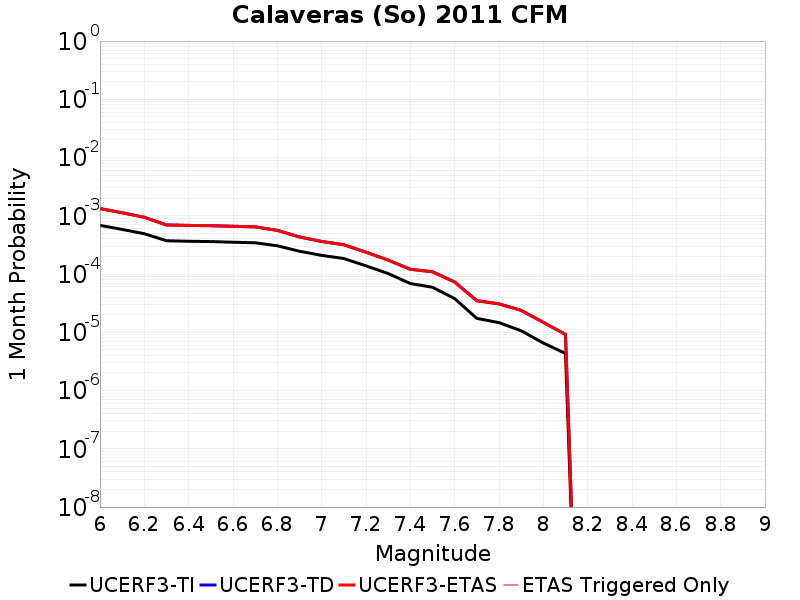 Calaveras (So) 2011 CFM
1 Month Probability
10^0
10^-1
10^-2
10^-3
10^-4
10^-5
10^-6
10^-7
10^-8
6 6.2 6.4 6.6 6.8 7 7.2 7.4 7.6 7.8 8 8.2 8.4 8.6 8.8 9
Magnitude
UCERF3-TI UCERF3-TD UCERF3-ETAS ETAS Triggered Only